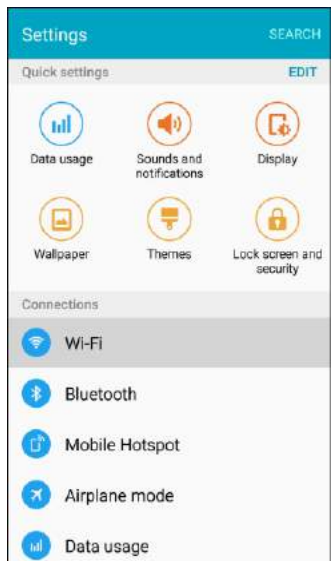 Settings
SEARCH
Quick settings
EDIT
Data usage
Sounds and
notifications
Display
Wallpaper
Themes
Lock screen and
security
Connections
Wi-Fi
Bluetooth
Mobile Hotspot
Airplane mode
Data usage